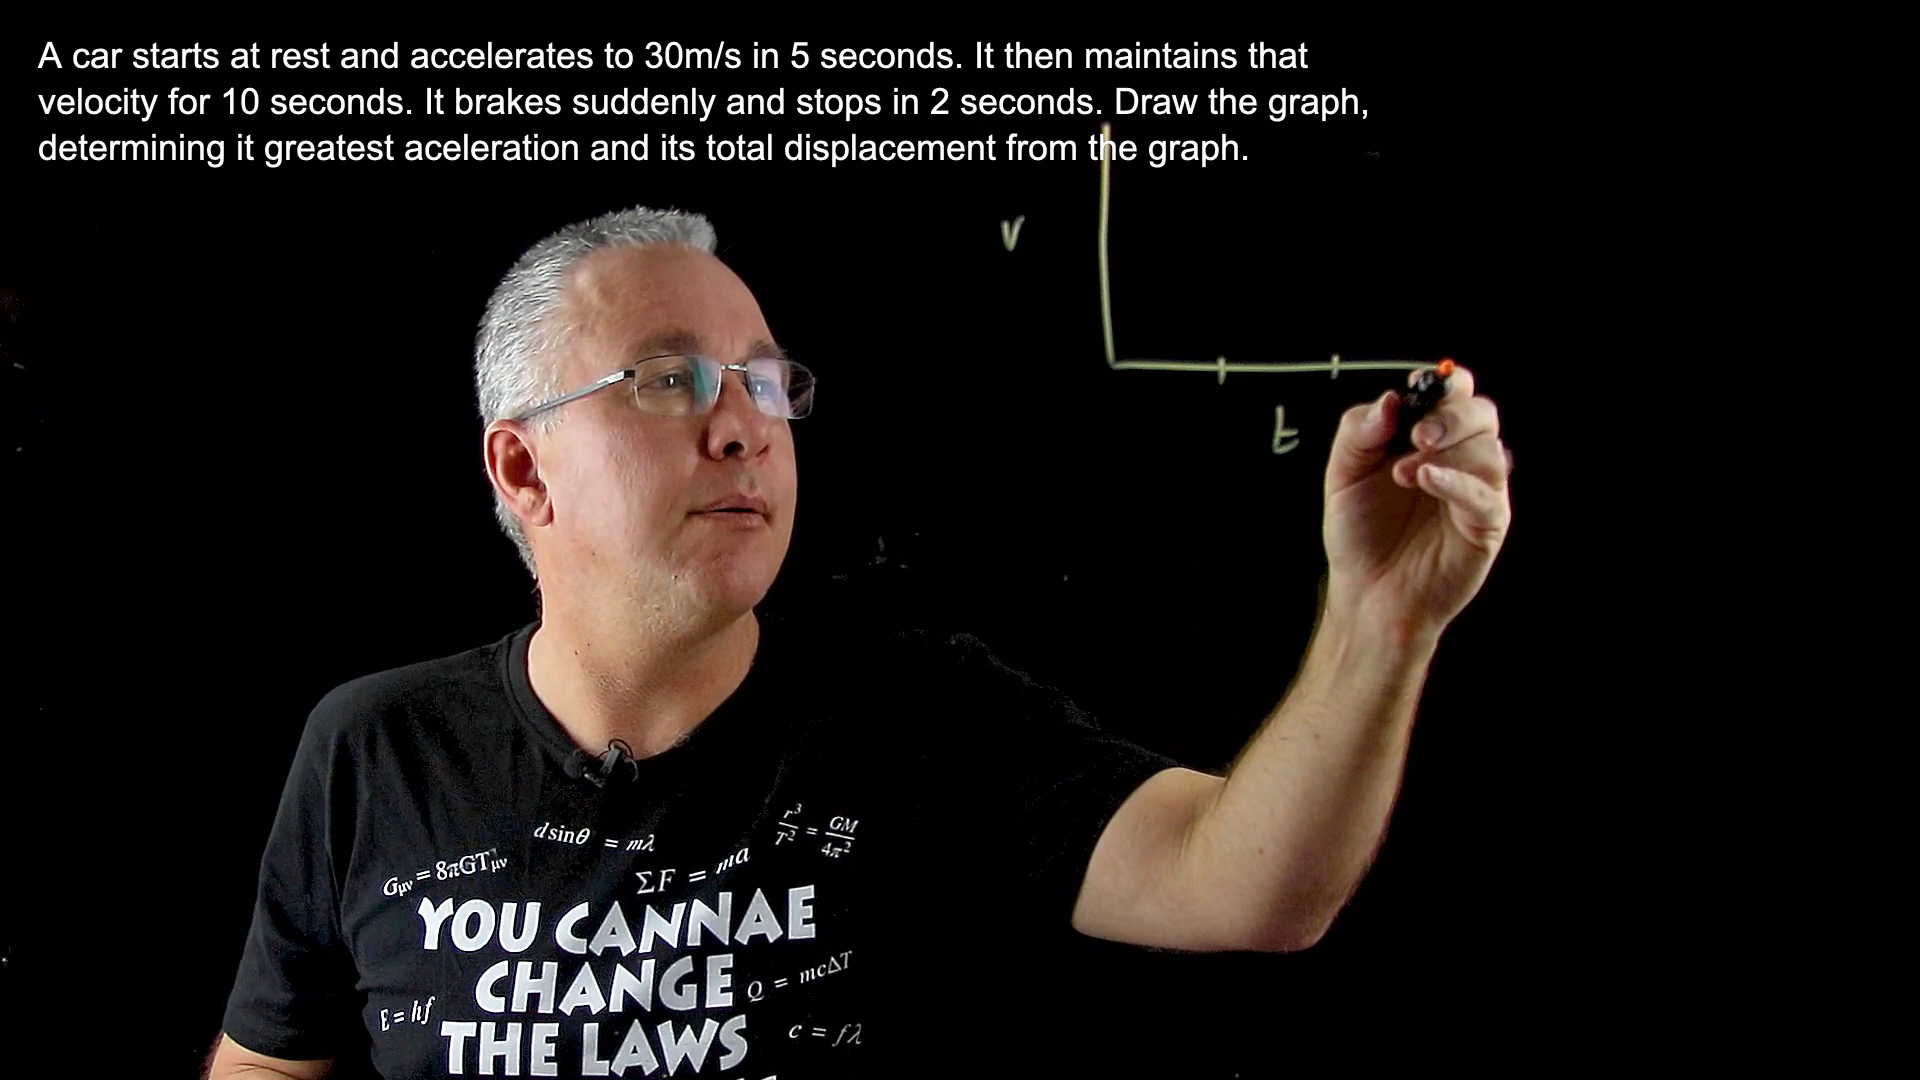 A car starts at rest and accelerates to 30m/s in 5 seconds. It then maintains that
velocity for 10 seconds. It brakes suddenly and stops in 2 seconds. Draw the graph,
determining it greatest aceleration and its total displacement from the graph.
v
t
d sinθ = mλ
r³/T² = GM/4π²
Gμν = 8πGTμν
ΣF = ma
YOU CANNAE
CHANGE
Q = mcΔT
E = hf
THE LAWS
c = fλ